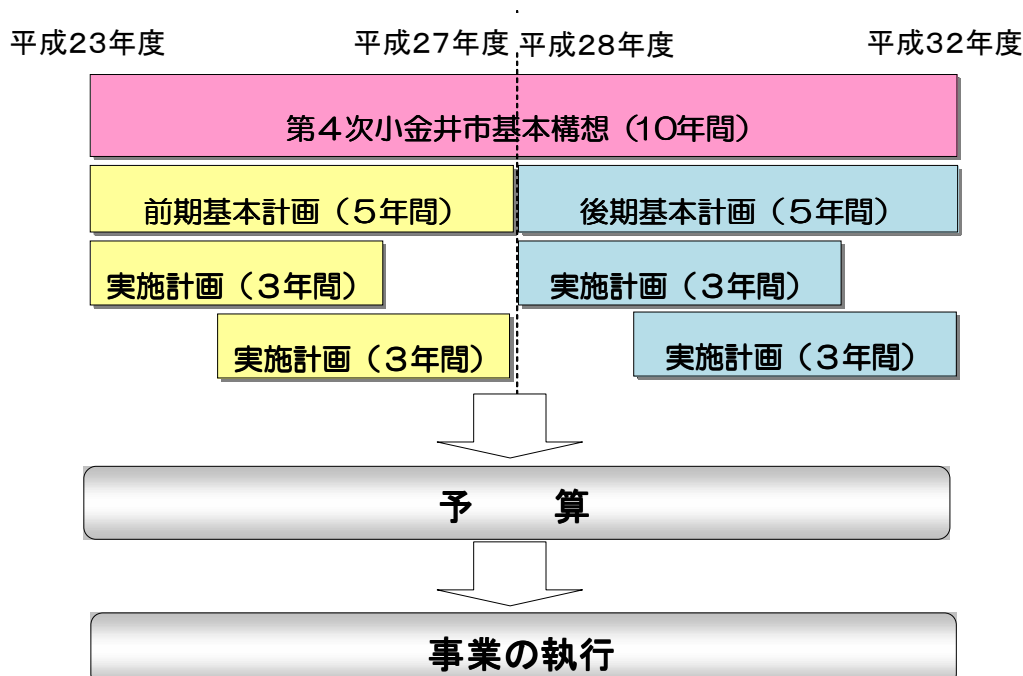 平成23年度
平成27年度
平成28年度
平成32年度
第4次小金井市基本構想（10年間）
前期基本計画（5年間）
後期基本計画（5年間）
実施計画（3年間）
実施計画（3年間）
実施計画（3年間）
実施計画（3年間）
予　算
事業の執行